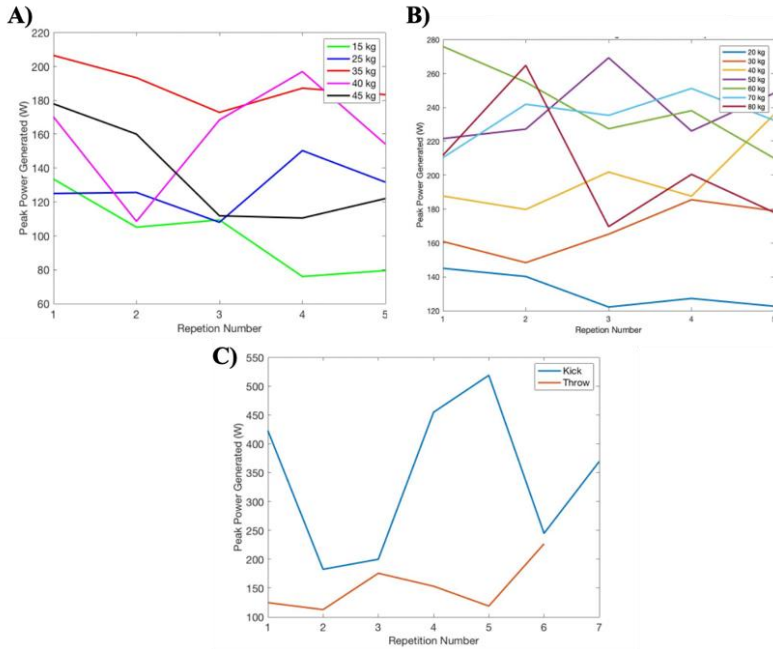 A)
Peak Power Generated (W)
220
200
180
160
140
120
100
80
60
1 2 3 4 5
Repetion Number
15 kg
25 kg
35 kg
40 kg
45 kg
B)
Peak Power Generated (W)
280
260
240
220
200
180
160
140
120
1 2 3 4
Repetion Number
20 kg
30 kg
40 kg
50 kg
60 kg
70 kg
80 kg
C)
Peak Power Generated (W)
550
500
450
400
350
300
250
200
150
100
1 2 3 4 5 6 7
Repetition Number
Kick
Throw